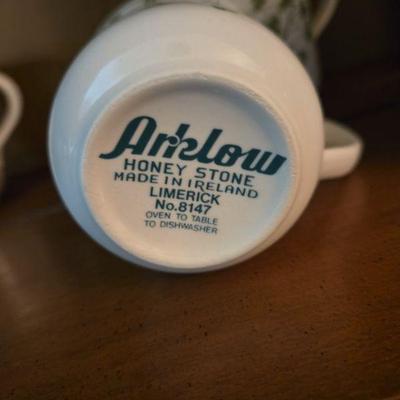 Arklow
HONEY STONE
MADE IN IRELAND
LIMERICK
No.8147
OVEN TO TABLE
TO DISHWASHER